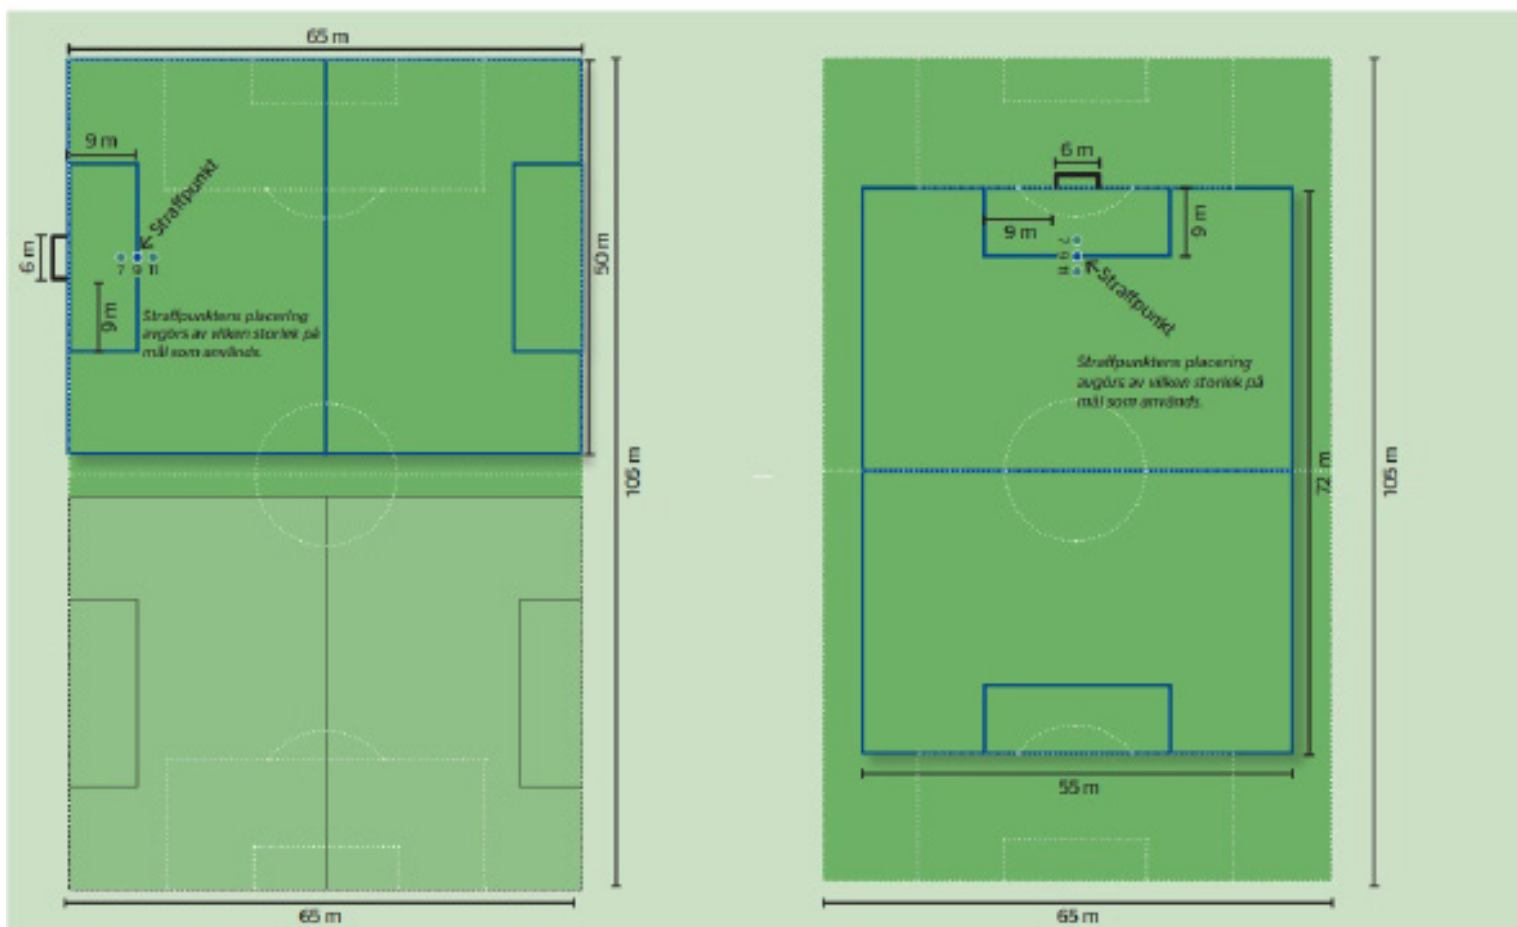 65 m
9 m
Straffpunkt
6 m
7 9 11
50 m
9 m
Straffpunktens placering
avgörs av vilken storlek på
mål som används.
105 m
65 m
6 m
9 m
9 m
7
9
11
Straffpunkt
Straffpunktens placering
avgörs av vilken storlek på
mål som används.
72 m
105 m
55 m
65 m